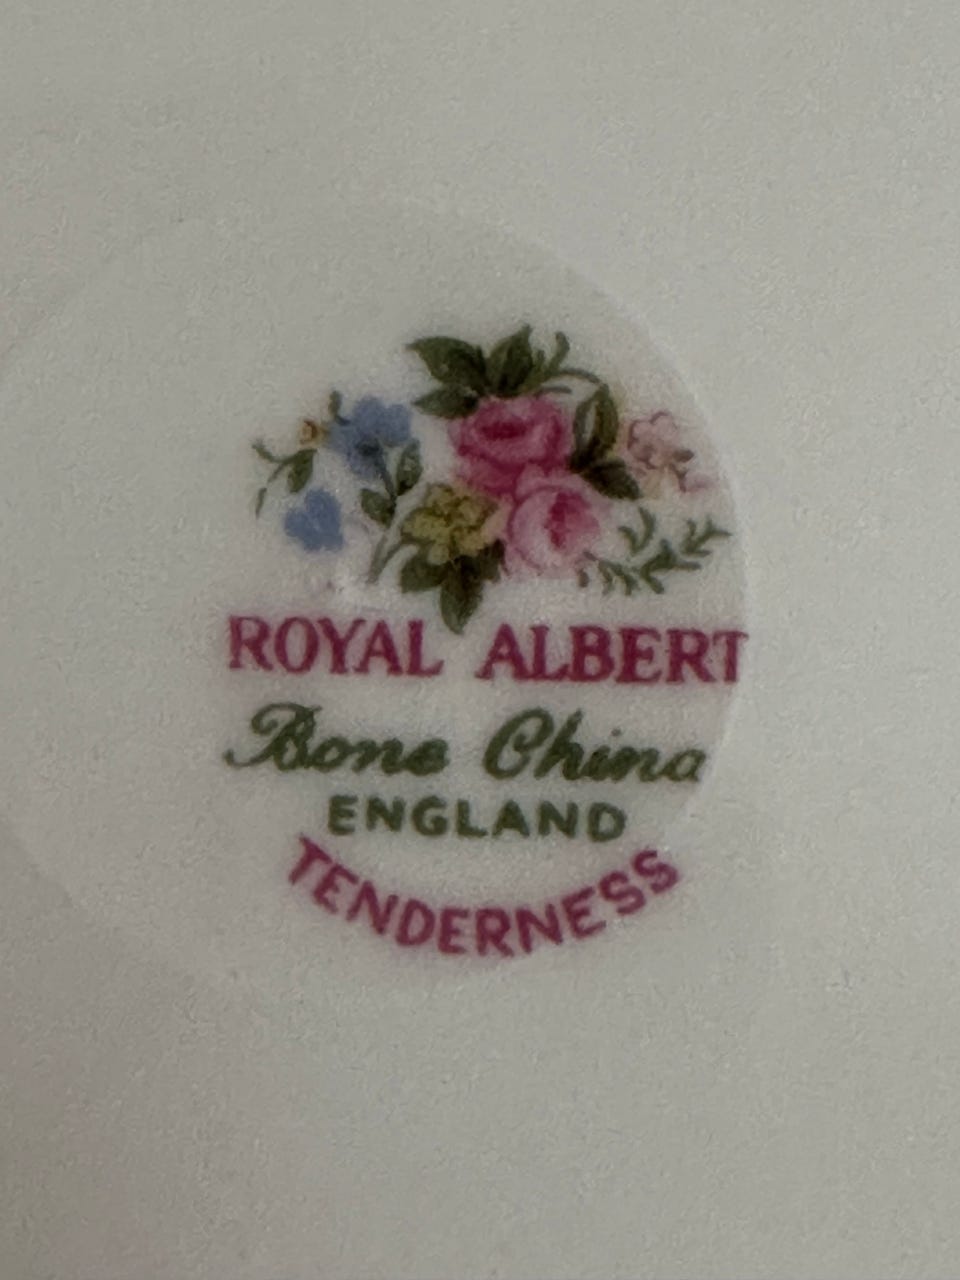 ROYAL ALBERT
Bone China
ENGLAND
TENDERNESS